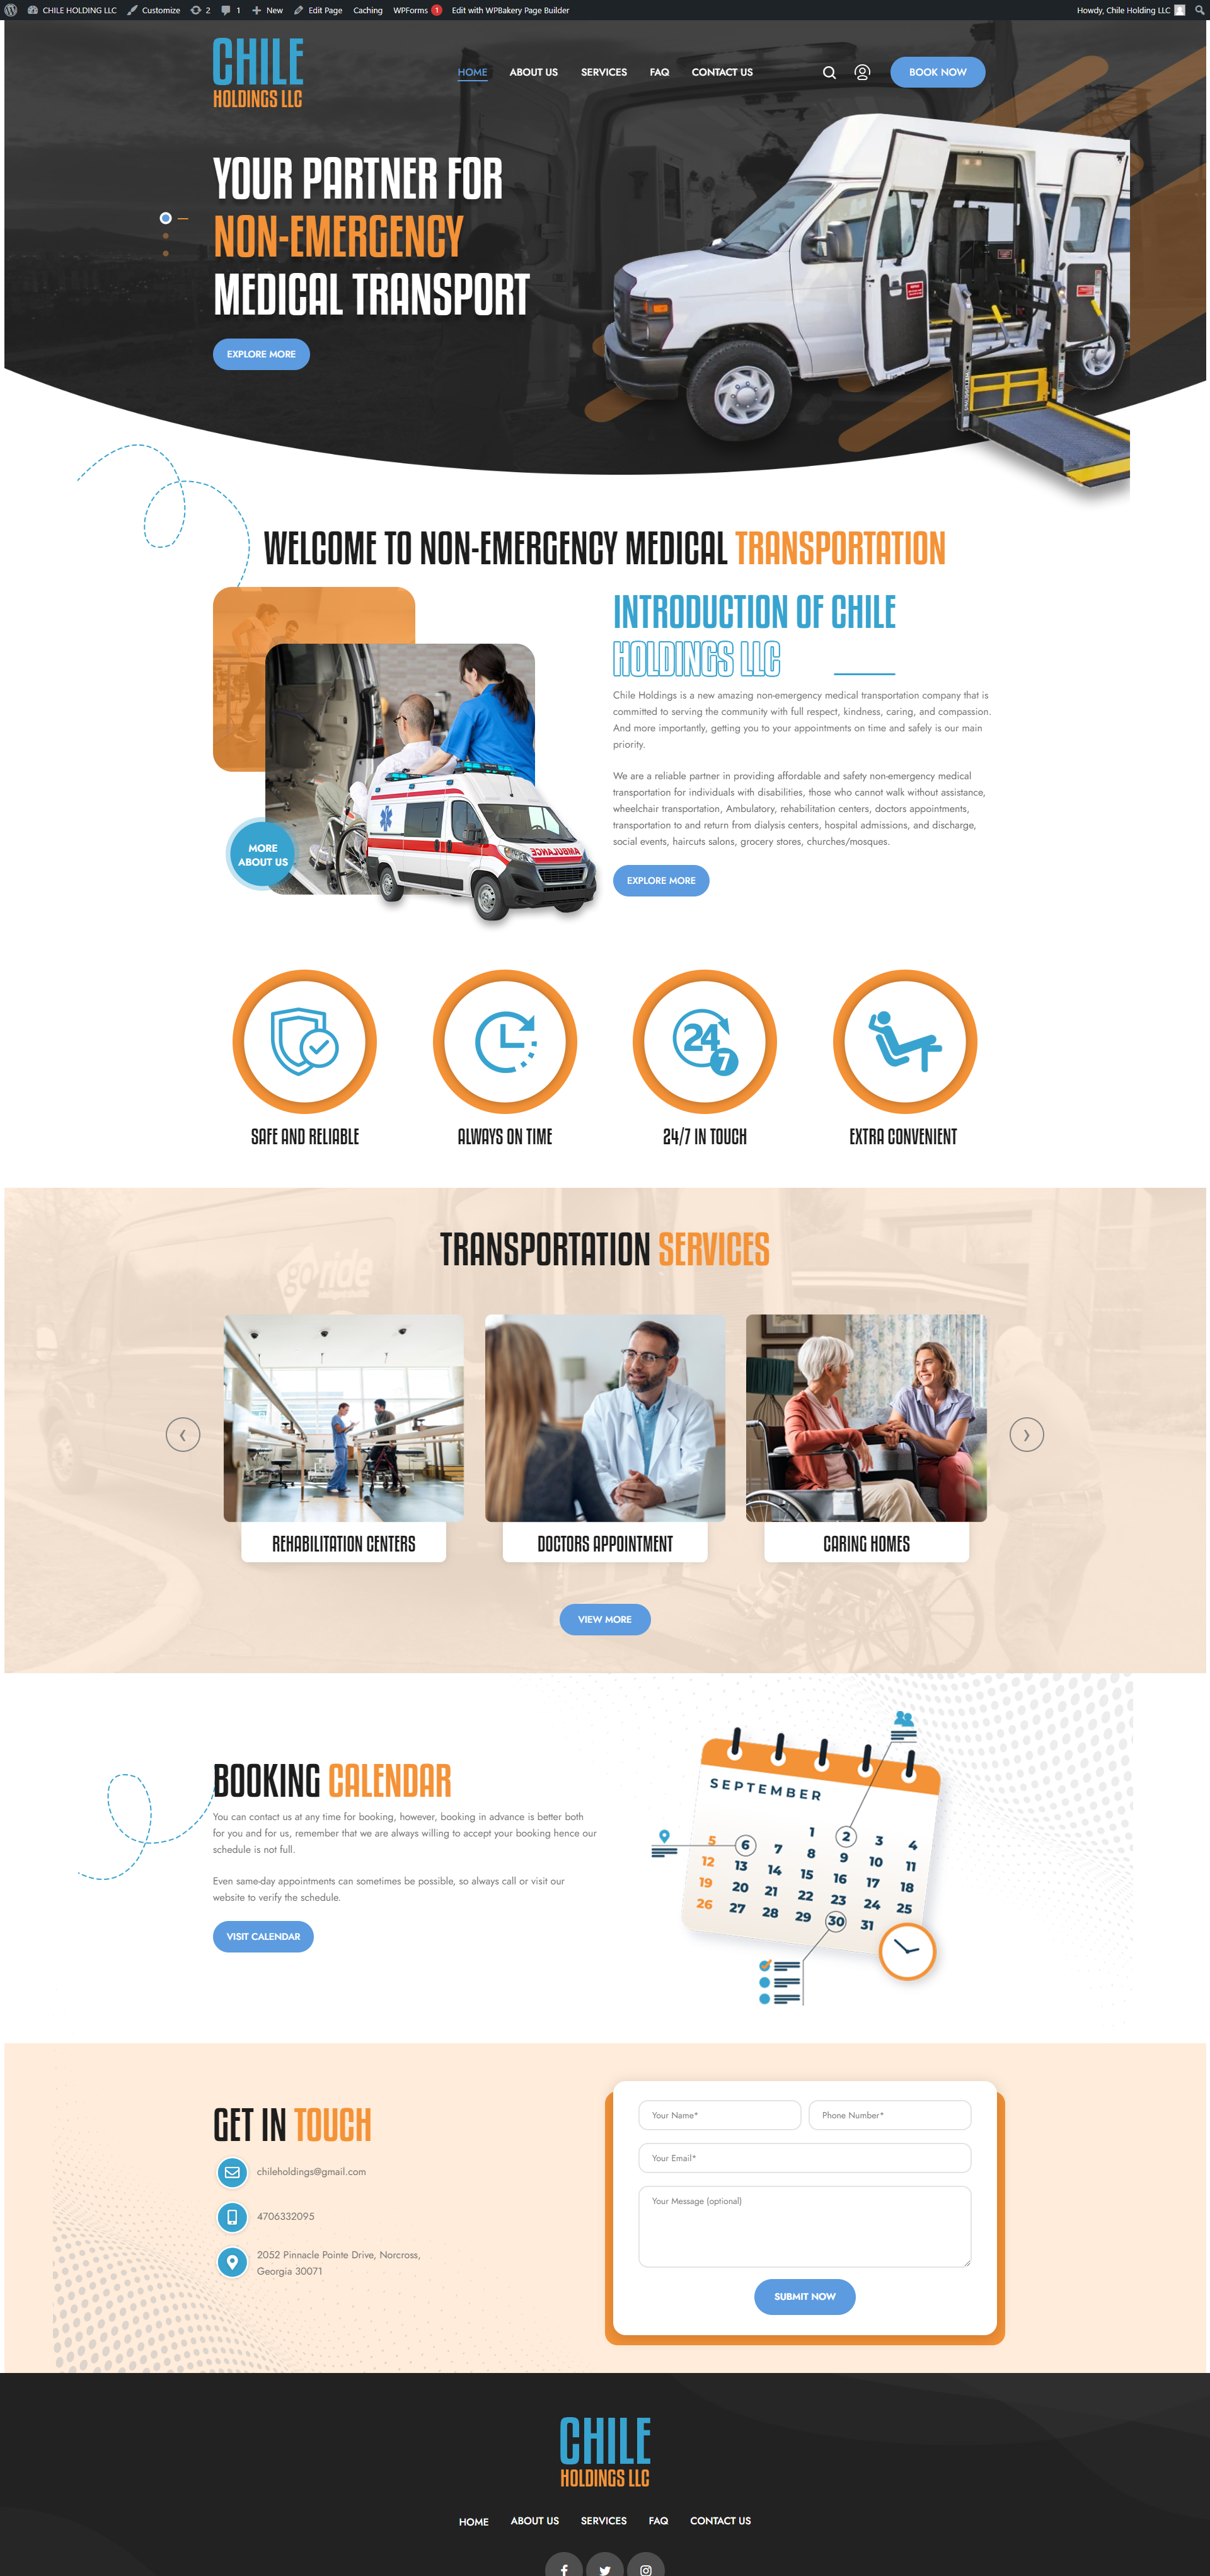 CHILE HOLDING LLC Customize 2 1 New Edit Page Caching WPForms 1 Edit with WPBakery Page Builder Howdy, Chile Holding LLC
CHILE
HOLDINGS LLC
HOME ABOUT US SERVICES FAQ CONTACT US BOOK NOW
YOUR PARTNER FOR
NON-EMERGENCY
MEDICAL TRANSPORT
EXPLORE MORE
WELCOME TO NON-EMERGENCY MEDICAL TRANSPORTATION
INTRODUCTION OF CHILE
HOLDINGS LLC
Chile Holdings is a new amazing non-emergency medical transportation company that is
committed to serving the community with full respect, kindness, caring, and compassion.
And more importantly, getting you to your appointments on time and safely is our main
priority.
We are a reliable partner in providing affordable and safety non-emergency medical
transportation for individuals with disabilities, those who cannot walk without assistance,
wheelchair transportation, Ambulatory, rehabilitation centers, doctors appointments,
transportation to and return from dialysis centers, hospital admissions, and discharge,
social events, haircuts salons, grocery stores, churches/mosques.
EXPLORE MORE
MORE
ABOUT US
AMBULANCE
24
7
SAFE AND RELIABLE
ALWAYS ON TIME
24/7 IN TOUCH
EXTRA CONVENIENT
TRANSPORTATION SERVICES
go ride
❮
❯
REHABILITATION CENTERS
DOCTORS APPOINTMENT
CARING HOMES
VIEW MORE
BOOKING CALENDAR
You can contact us at any time for booking, however, booking in advance is better both
for you and for us, remember that we are always willing to accept your booking hence our
schedule is not full.
Even same-day appointments can sometimes be possible, so always call or visit our
website to verify the schedule.
VISIT CALENDAR
SEPTEMBER
1 2 3 4
5 6 7 8 9 10 11
12 13 14 15 16 17 18
19 20 21 22 23 24 25
26 27 28 29 30 31
GET IN TOUCH
chileholdings@gmail.com
4706332095
2052 Pinnacle Pointe Drive, Norcross,
Georgia 30071
Your Name*
Phone Number*
Your Email*
Your Message (optional)
SUBMIT NOW
CHILE
HOLDINGS LLC
HOME ABOUT US SERVICES FAQ CONTACT US